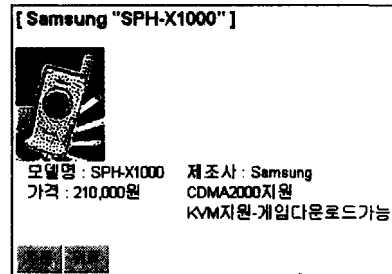 [ Samsung "SPH-X1000" ]
모델명 : SPH-X1000 제조사 : Samsung
가격 : 210,000원 CDMA2000지원
KVM지원-게임다운로드가능